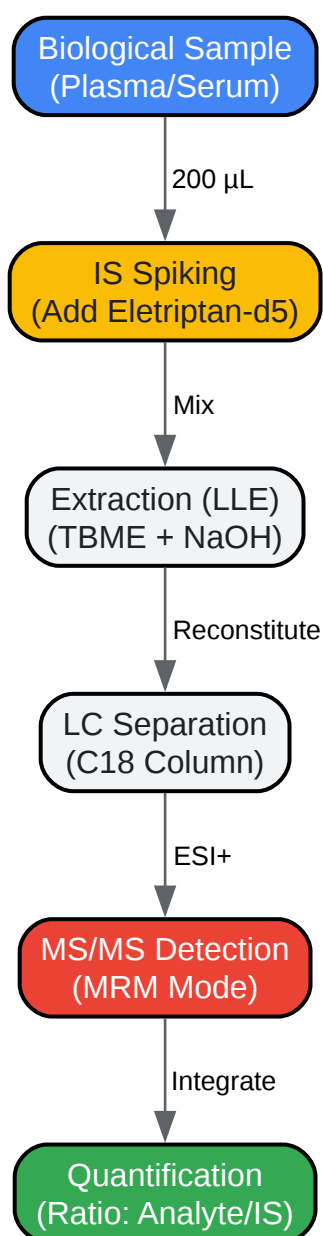 Biological Sample
(Plasma/Serum)
200 µL
IS Spiking
(Add Eletriptan-d5)
Mix
Extraction (LLE)
(TBME + NaOH)
Reconstitute
LC Separation
(C18 Column)
ESI+
MS/MS Detection
(MRM Mode)
Integrate
Quantification
(Ratio: Analyte/IS)